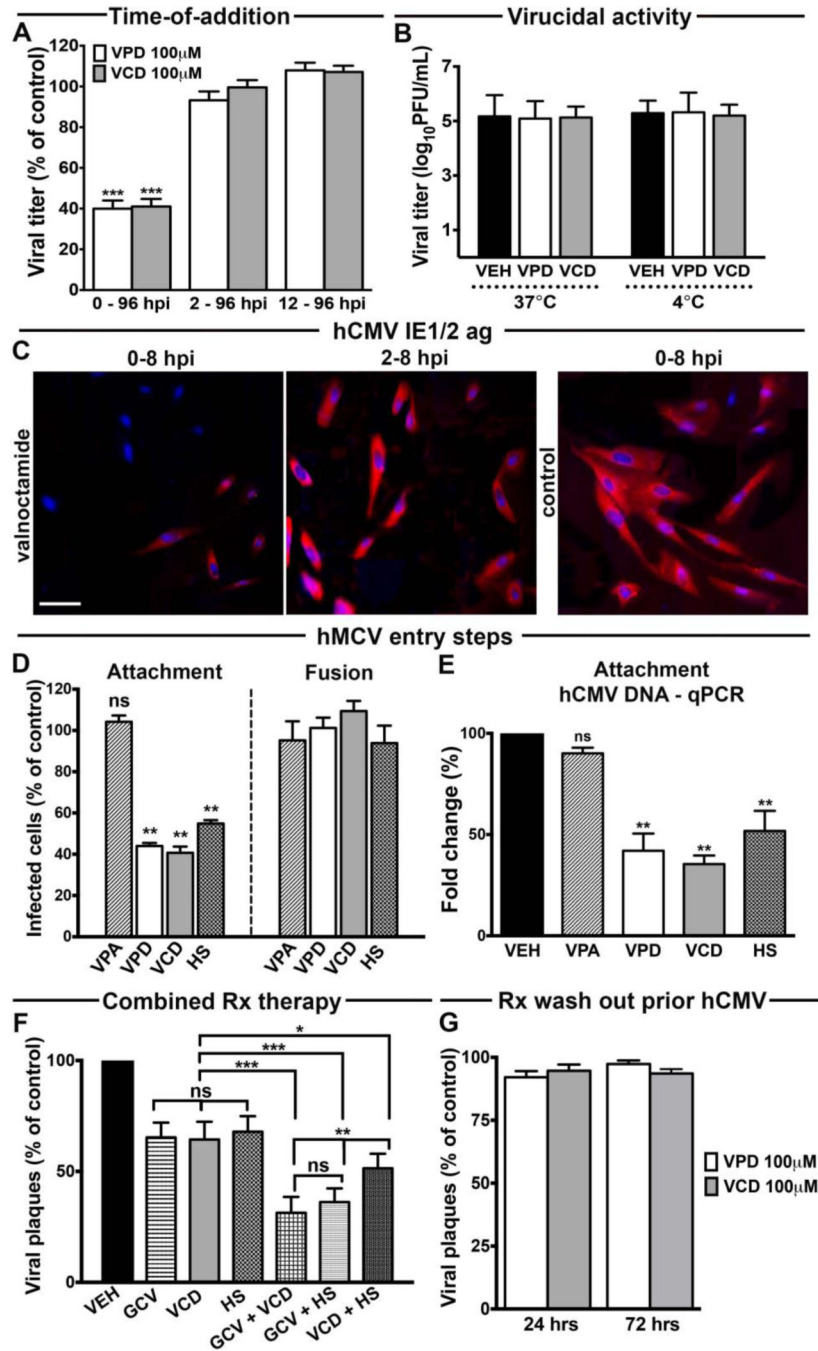 Time-of-addition
A
Viral titer (% of control)
120
100
80
60
40
20
0
VPD 100μM
VCD 100μM
***
***
0 - 96 hpi
2 - 96 hpi
12 - 96 hpi
Virucidal activity
B
Viral titer (log10PFU/mL)
7
5
3
1
VEH VPD VCD
VEH VPD VCD
37°C
4°C
hCMV IE1/2 ag
C
0-8 hpi
2-8 hpi
0-8 hpi
valnoctamide
control
hMCV entry steps
D
Attachment
Fusion
Infected cells (% of control)
120
100
80
60
40
20
0
ns
**
**
**
VPA
VPD
VCD
HS
VPA
VPD
VCD
HS
E
Attachment
hCMV DNA - qPCR
Fold change (%)
100
50
0
ns
**
**
**
VEH
VPA
VPD
VCD
HS
Combined Rx therapy
F
Viral plaques (% of control)
100
50
0
*
***
***
ns
**
ns
VEH
GCV
VCD
HS
GCV + VCD
GCV + HS
VCD + HS
Rx wash out prior hCMV
G
Viral plaques (% of control)
100
75
50
25
0
24 hrs
72 hrs
VPD 100μM
VCD 100μM